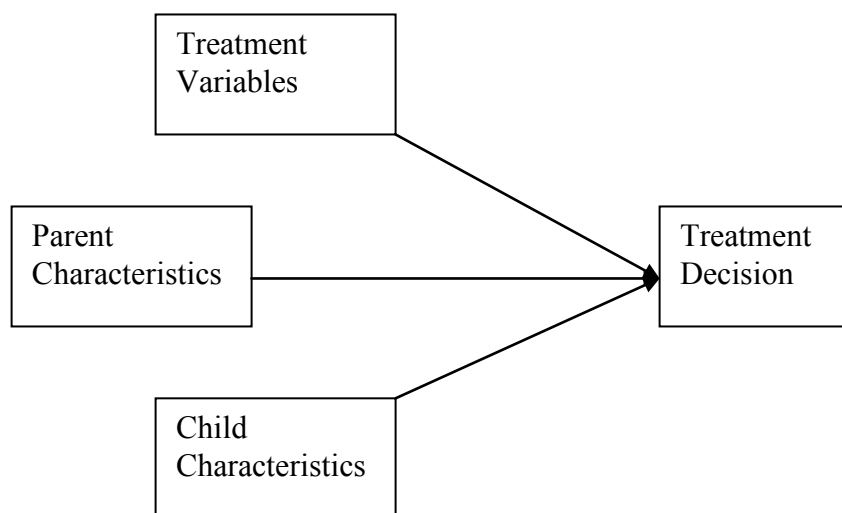 Treatment
Variables
Parent
Characteristics
Treatment
Decision
Child
Characteristics